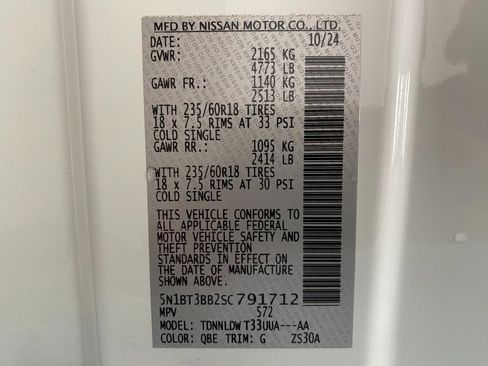 MFD BY NISSAN MOTOR CO., LTD.
DATE: 10/24
GVWR: 2165 KG
4773 LB
GAWR FR.: 1140 KG
2513 LB
WITH 235/60R18 TIRES
18 x 7.5 RIMS AT 33 PSI
COLD SINGLE
GAWR RR.: 1095 KG
2414 LB
WITH 235/60R18 TIRES
18 x 7.5 RIMS AT 30 PSI
COLD SINGLE
THIS VEHICLE CONFORMS TO
ALL APPLICABLE FEDERAL
MOTOR VEHICLE SAFETY AND
THEFT PREVENTION
STANDARDS IN EFFECT ON
THE DATE OF MANUFACTURE
SHOWN ABOVE.
5N1BT3BB2SC791712
MPV 572
MODEL: TDNNLDWT33UUA---AA
COLOR: QBE TRIM: G ZS30A